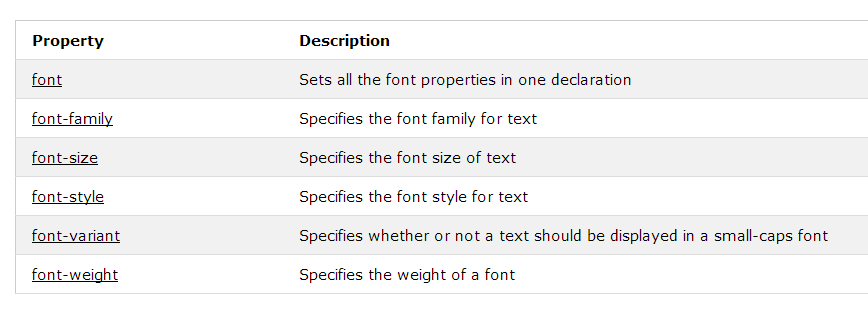 Property Description
font Sets all the font properties in one declaration
font-family Specifies the font family for text
font-size Specifies the font size of text
font-style Specifies the font style for text
font-variant Specifies whether or not a text should be displayed in a small-caps font
font-weight Specifies the weight of a font